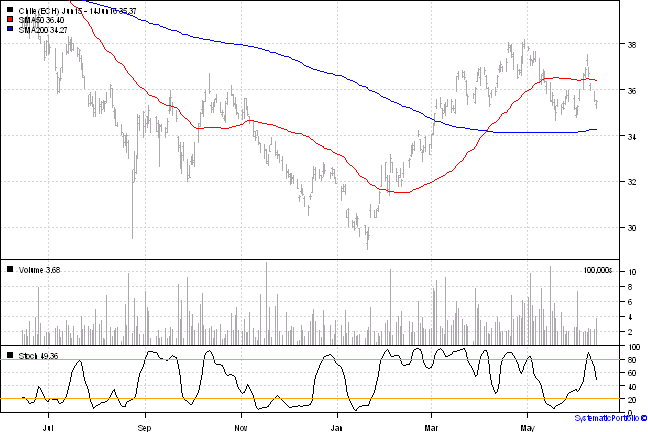 Chile (ECH) Jun 15 - 14Jun16 35.37
SMA50 36.40
SMA200 34.27
38
36
34
32
30
Volume 3.68
100,000s
10
8
6
4
2
Stoch 49.36
100
80
60
40
20
0
Jul
Sep
Nov
Jan
Mar
May
SystematicPortfolio ©